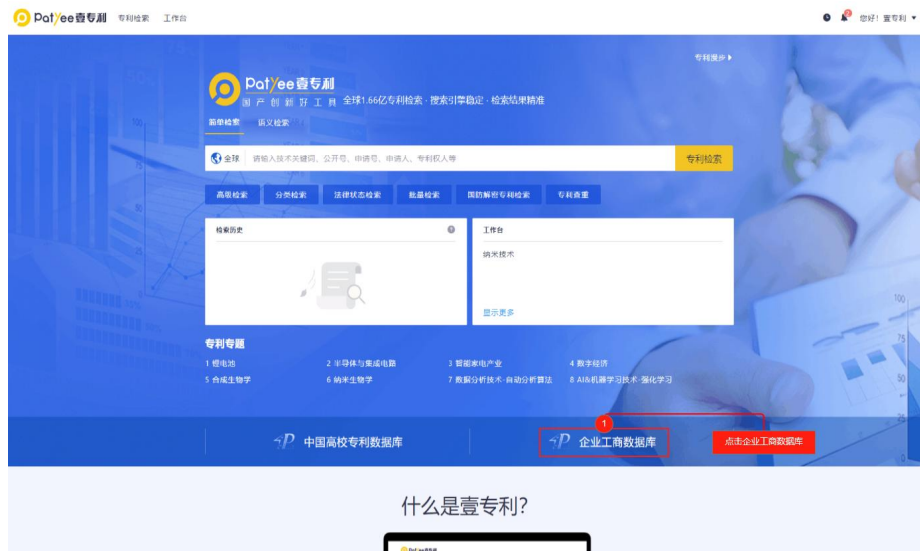 Patyee壹专利 专利检索 工作台 2 您好！壹专利
专利漫步
Patyee壹专利
国产创新好工具 全球1.66亿专利检索·搜索引擎稳定·检索结果精准
简单检索 语义检索
全球 请输入技术关键词、公开号、申请号、申请人、专利权人等 专利检索
高级检索 分类检索 法律状态检索 批量检索 国防解密专利检索 专利查重
检索历史 工作台
纳米技术
显示更多
专利专题
1 锂电池 2 半导体与集成电路 3 智能家电产业 4 数字经济
5 合成生物学 6 纳米生物学 7 数据分析技术-自动分析算法 8 AI&机器学习技术-强化学习
1
中国高校专利数据库 企业工商数据库 点击企业工商数据库
什么是壹专利?